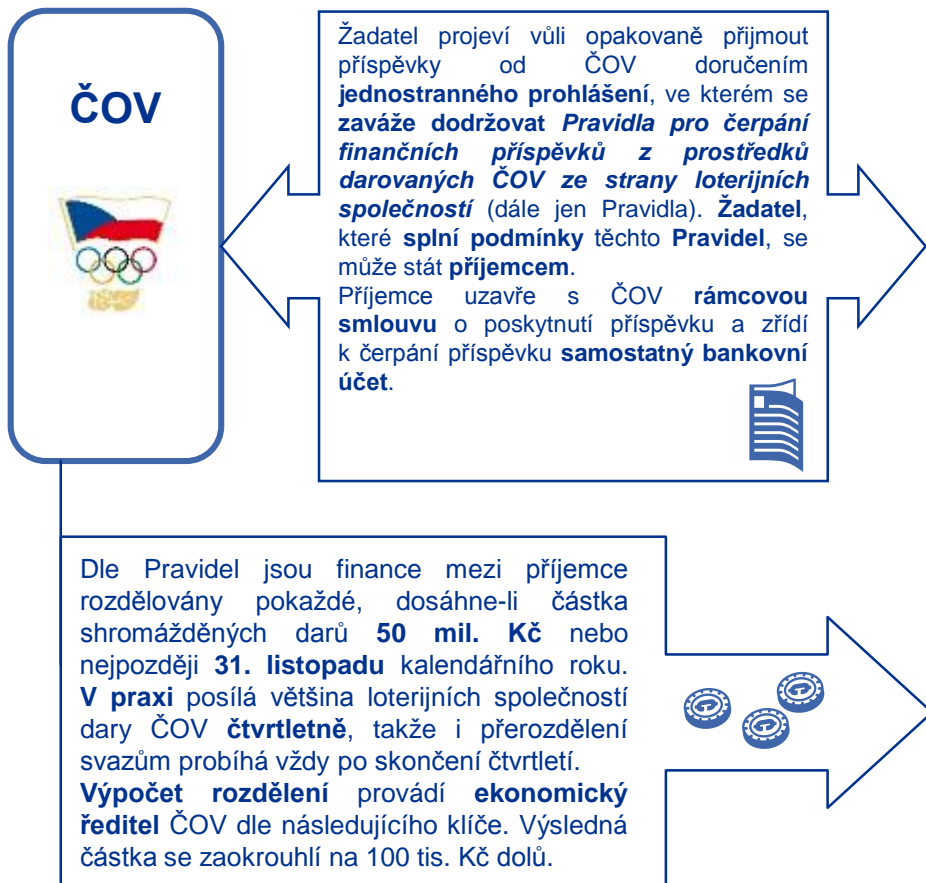 ČOV
Žadatel projeví vůli opakovaně přijmout
příspěvky od ČOV doručením
jednostranného prohlášení, ve kterém se
zaváže dodržovat Pravidla pro čerpání
finančních příspěvků z prostředků
darovaných ČOV ze strany loterijních
společností (dále jen Pravidla). Žadatel,
které splní podmínky těchto Pravidel, se
může stát příjemcem.
Příjemce uzavře s ČOV rámcovou
smlouvu o poskytnutí příspěvku a zřídí
k čerpání příspěvku samostatný bankovní
účet.
Dle Pravidel jsou finance mezi příjemce
rozdělovány pokaždé, dosáhne-li částka
shromážděných darů 50 mil. Kč nebo
nejpozději 31. listopadu kalendářního roku.
V praxi posílá většina loterijních společností
dary ČOV čtvrtletně, takže i přerozdělení
svazům probíhá vždy po skončení čtvrtletí.
Výpočet rozdělení provádí ekonomický
ředitel ČOV dle následujícího klíče. Výsledná
částka se zaokrouhlí na 100 tis. Kč dolů.